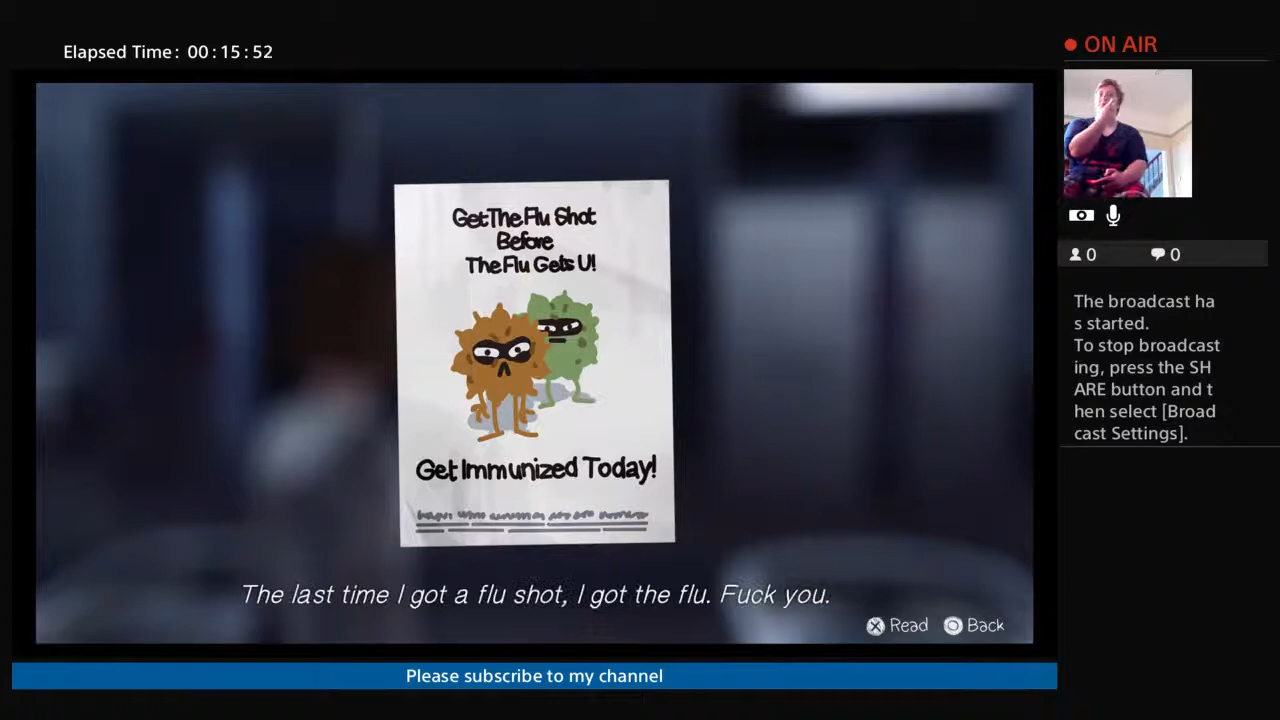 Elapsed Time: 00:15:52
ON AIR
Get The Flu Shot
Before
The Flu Gets U!
Get Immunized Today!
The last time I got a flu shot, I got the flu. Fuck you.
Read Back
Please subscribe to my channel
0 0
The broadcast ha
s started.
To stop broadcast
ing, press the SH
ARE button and t
hen select [Broad
cast Settings].